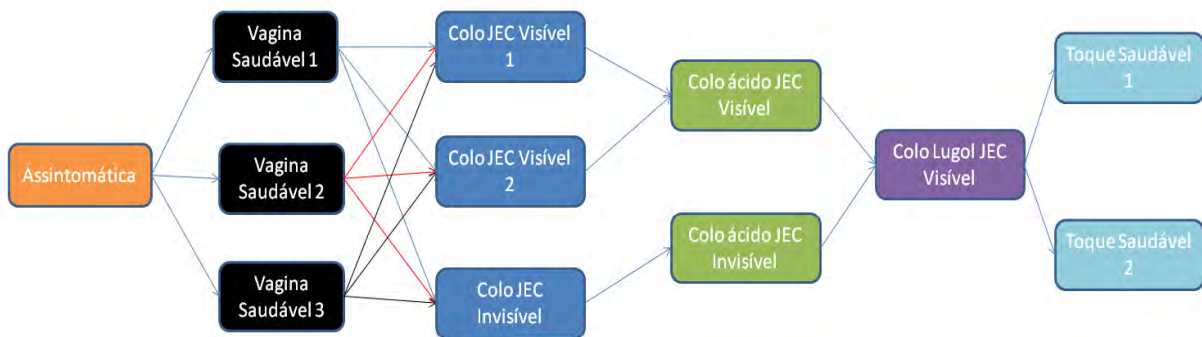 Assintomática
Vagina
Saudável 1
Vagina
Saudável 2
Vagina
Saudável 3
Colo JEC Visível
1
Colo JEC Visível
2
Colo JEC
Invisível
Colo ácido JEC
Visível
Colo ácido JEC
Invisível
Colo Lugol JEC
Visível
Toque Saudável
1
Toque Saudável
2